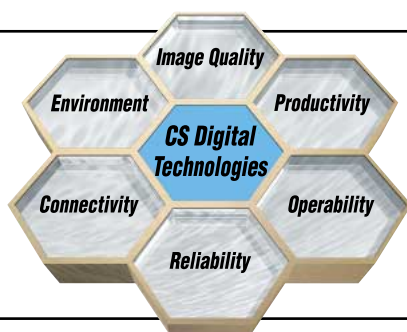 Image Quality
Environment
Productivity
CS Digital
Technologies
Connectivity
Operability
Reliability